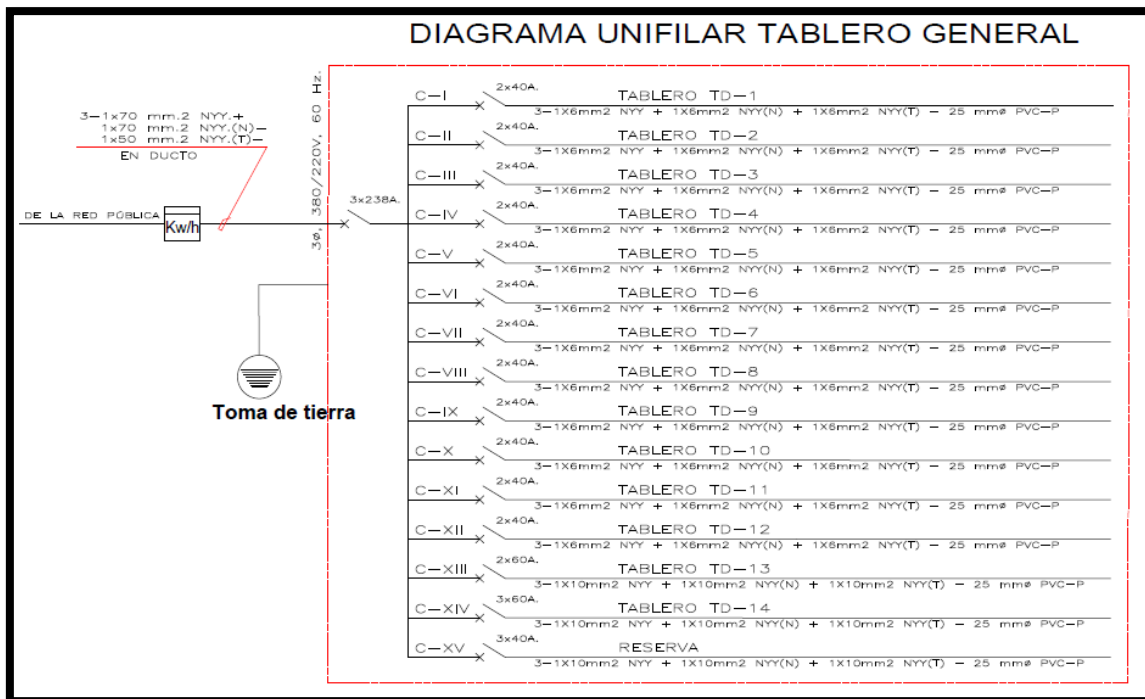 DIAGRAMA UNIFILAR TABLERO GENERAL
3-1x70 mm.2 NYY.+
1x70 mm.2 NYY.(N)-
1x50 mm.2 NYY.(T)-
EN DUCTO
DE LA RED PÚBLICA
Kw/h
3ø, 380/220V, 60 Hz.
3x238A.
Toma de tierra
C-I 2x40A. TABLERO TD-1
3-1X6mm2 NYY + 1X6mm2 NYY(N) + 1X6mm2 NYY(T) - 25 mmø PVC-P
C-II 2x40A. TABLERO TD-2
3-1X6mm2 NYY + 1X6mm2 NYY(N) + 1X6mm2 NYY(T) - 25 mmø PVC-P
C-III 2x40A. TABLERO TD-3
3-1X6mm2 NYY + 1X6mm2 NYY(N) + 1X6mm2 NYY(T) - 25 mmø PVC-P
C-IV 2x40A. TABLERO TD-4
3-1X6mm2 NYY + 1X6mm2 NYY(N) + 1X6mm2 NYY(T) - 25 mmø PVC-P
C-V 2x40A. TABLERO TD-5
3-1X6mm2 NYY + 1X6mm2 NYY(N) + 1X6mm2 NYY(T) - 25 mmø PVC-P
C-VI 2x40A. TABLERO TD-6
3-1X6mm2 NYY + 1X6mm2 NYY(N) + 1X6mm2 NYY(T) - 25 mmø PVC-P
C-VII 2x40A. TABLERO TD-7
3-1X6mm2 NYY + 1X6mm2 NYY(N) + 1X6mm2 NYY(T) - 25 mmø PVC-P
C-VIII 2x40A. TABLERO TD-8
3-1X6mm2 NYY + 1X6mm2 NYY(N) + 1X6mm2 NYY(T) - 25 mmø PVC-P
C-IX 2x40A. TABLERO TD-9
3-1X6mm2 NYY + 1X6mm2 NYY(N) + 1X6mm2 NYY(T) - 25 mmø PVC-P
C-X 2x40A. TABLERO TD-10
3-1X6mm2 NYY + 1X6mm2 NYY(N) + 1X6mm2 NYY(T) - 25 mmø PVC-P
C-XI 2x40A. TABLERO TD-11
3-1X6mm2 NYY + 1X6mm2 NYY(N) + 1X6mm2 NYY(T) - 25 mmø PVC-P
C-XII 2x40A. TABLERO TD-12
3-1X6mm2 NYY + 1X6mm2 NYY(N) + 1X6mm2 NYY(T) - 25 mmø PVC-P
C-XIII 2x60A. TABLERO TD-13
3-1X10mm2 NYY + 1X10mm2 NYY(N) + 1X10mm2 NYY(T) - 25 mmø PVC-P
C-XIV 3x60A. TABLERO TD-14
3-1X10mm2 NYY + 1X10mm2 NYY(N) + 1X10mm2 NYY(T) - 25 mmø PVC-P
C-XV 3x40A. RESERVA
3-1X10mm2 NYY + 1X10mm2 NYY(N) + 1X10mm2 NYY(T) - 25 mmø PVC-P